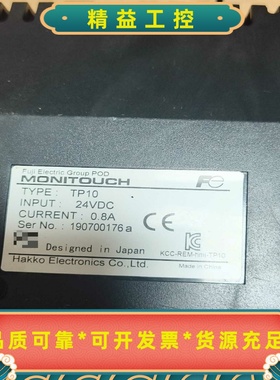 精益工控
Fuji Electric Group POD
MONITOUCH
TYPE : TP10
INPUT : 24VDC
CURRENT : 0.8A
Ser No. : 190700176a
Designed in Japan
Hakko Electronics Co.,Ltd.
Made in China
品质可靠*可开发票*货源充足